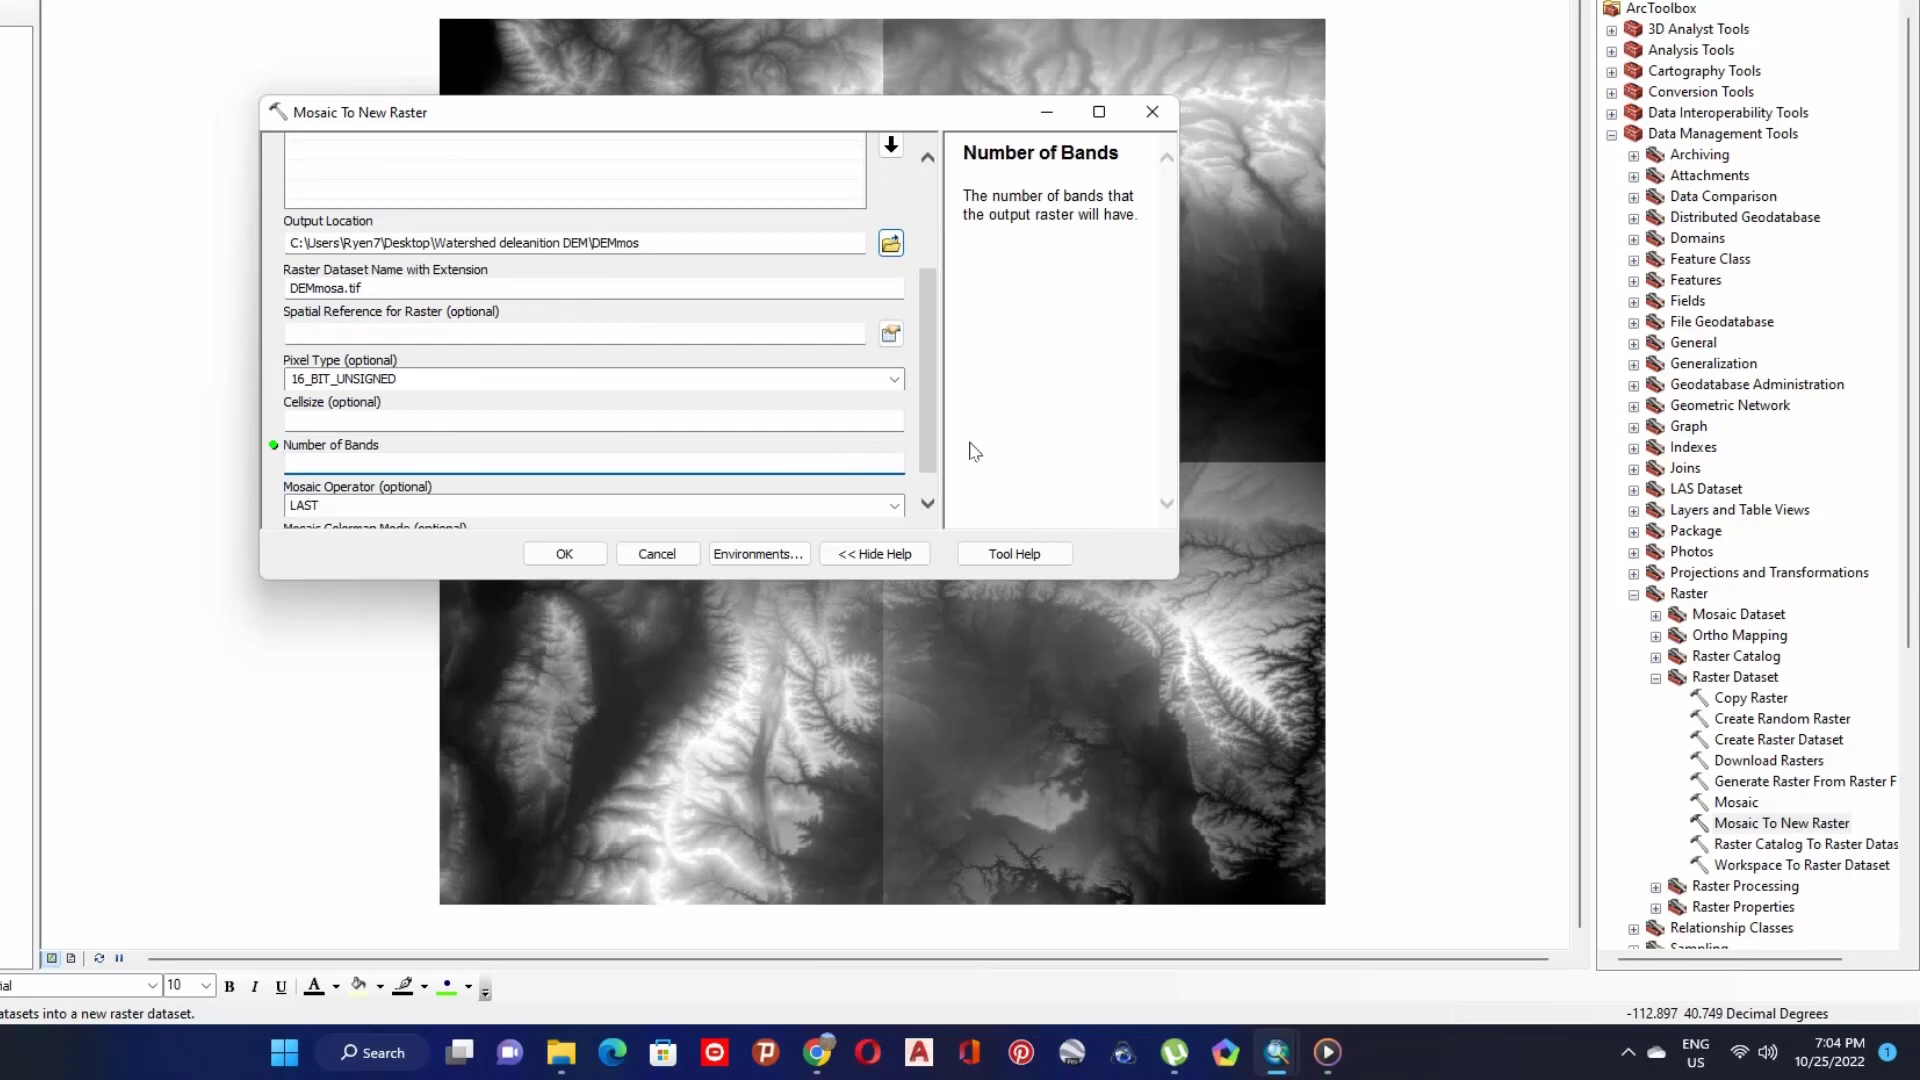 Mosaic To New Raster
Output Location
C:\Users\Ryen7\Desktop\Watershed deleanition DEM\DEMmos
Raster Dataset Name with Extension
DEMmosa.tif
Spatial Reference for Raster (optional)
Pixel Type (optional)
16_BIT_UNSIGNED
Cellsize (optional)
Number of Bands
Mosaic Operator (optional)
LAST
Mosaic Colormap Mode (optional)
OK
Cancel
Environments...
<< Hide Help
Tool Help
Number of Bands
The number of bands that
the output raster will have.
ArcToolbox
3D Analyst Tools
Analysis Tools
Cartography Tools
Conversion Tools
Data Interoperability Tools
Data Management Tools
Archiving
Attachments
Data Comparison
Distributed Geodatabase
Domains
Feature Class
Features
Fields
File Geodatabase
General
Generalization
Geodatabase Administration
Geometric Network
Graph
Indexes
Joins
LAS Dataset
Layers and Table Views
Package
Photos
Projections and Transformations
Raster
Mosaic Dataset
Ortho Mapping
Raster Catalog
Raster Dataset
Copy Raster
Create Random Raster
Create Raster Dataset
Download Rasters
Generate Raster From Raster F
Mosaic
Mosaic To New Raster
Raster Catalog To Raster Datas
Workspace To Raster Dataset
Raster Processing
Raster Properties
Relationship Classes
Sampling
ial
10
B I U A
atasets into a new raster dataset.
-112.897 40.749 Decimal Degrees
Search
ENG
US
7:04 PM
10/25/2022
1